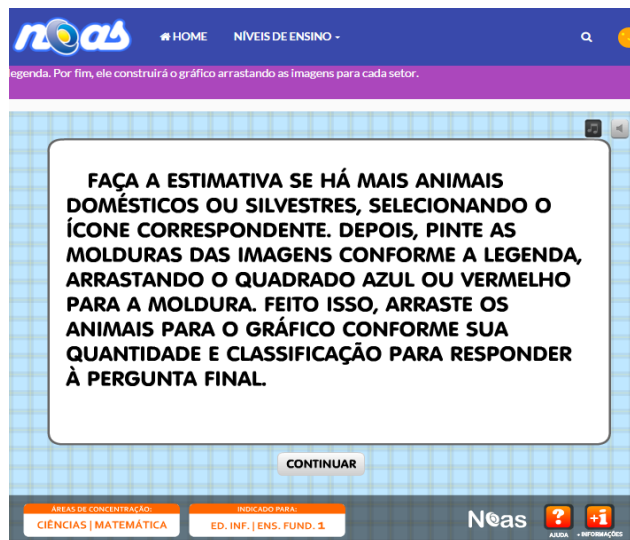 noas
HOME
NÍVEIS DE ENSINO
legenda. Por fim, ele construirá o gráfico arrastando as imagens para cada setor.
FAÇA A ESTIMATIVA SE HÁ MAIS ANIMAIS
DOMÉSTICOS OU SILVESTRES, SELECIONANDO O
ÍCONE CORRESPONDENTE. DEPOIS, PINTE AS
MOLDURAS DAS IMAGENS CONFORME A LEGENDA,
ARRASTANDO O QUADRADO AZUL OU VERMELHO
PARA A MOLDURA. FEITO ISSO, ARRASTE OS
ANIMAIS PARA O GRÁFICO CONFORME SUA
QUANTIDADE E CLASSIFICAÇÃO PARA RESPONDER
À PERGUNTA FINAL.
CONTINUAR
ÁREAS DE CONCENTRAÇÃO:
CIÊNCIAS | MATEMÁTICA
INDICADO PARA:
ED. INF. | ENS. FUND. 1
Noas
?
AJUDA
+i
+ INFORMAÇÕES